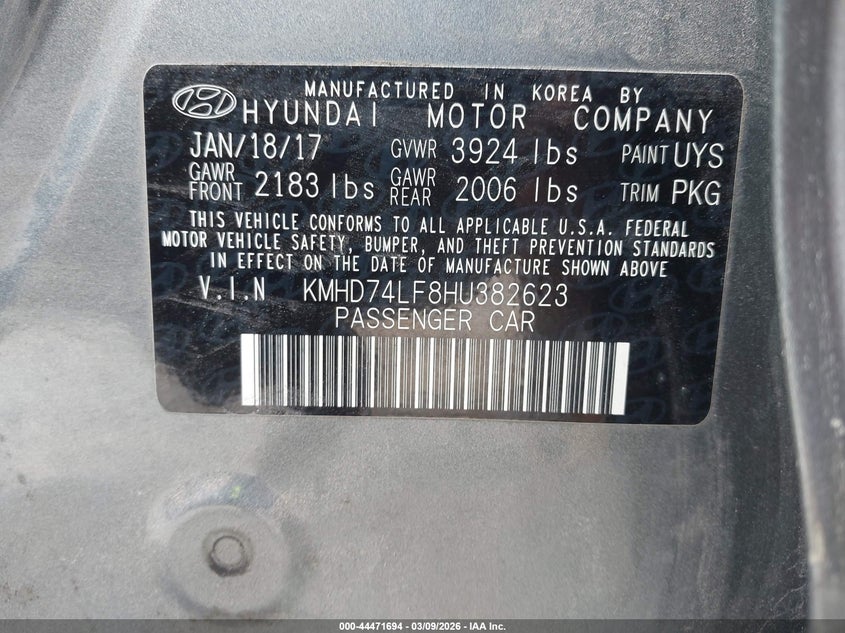 MANUFACTURED IN KOREA BY
HYUNDAI MOTOR COMPANY
JAN/18/17 GVWR 3924 lbs PAINT UYS
GAWR FRONT 2183 lbs GAWR REAR 2006 lbs TRIM PKG
THIS VEHICLE CONFORMS TO ALL APPLICABLE U.S.A. FEDERAL
MOTOR VEHICLE SAFETY, BUMPER, AND THEFT PREVENTION STANDARDS
IN EFFECT ON THE DATE OF MANUFACTURE SHOWN ABOVE
V.I.N KMHD74LF8HU382623
PASSENGER CAR
000-44471694 | 03/09/2026 - IAA Inc.